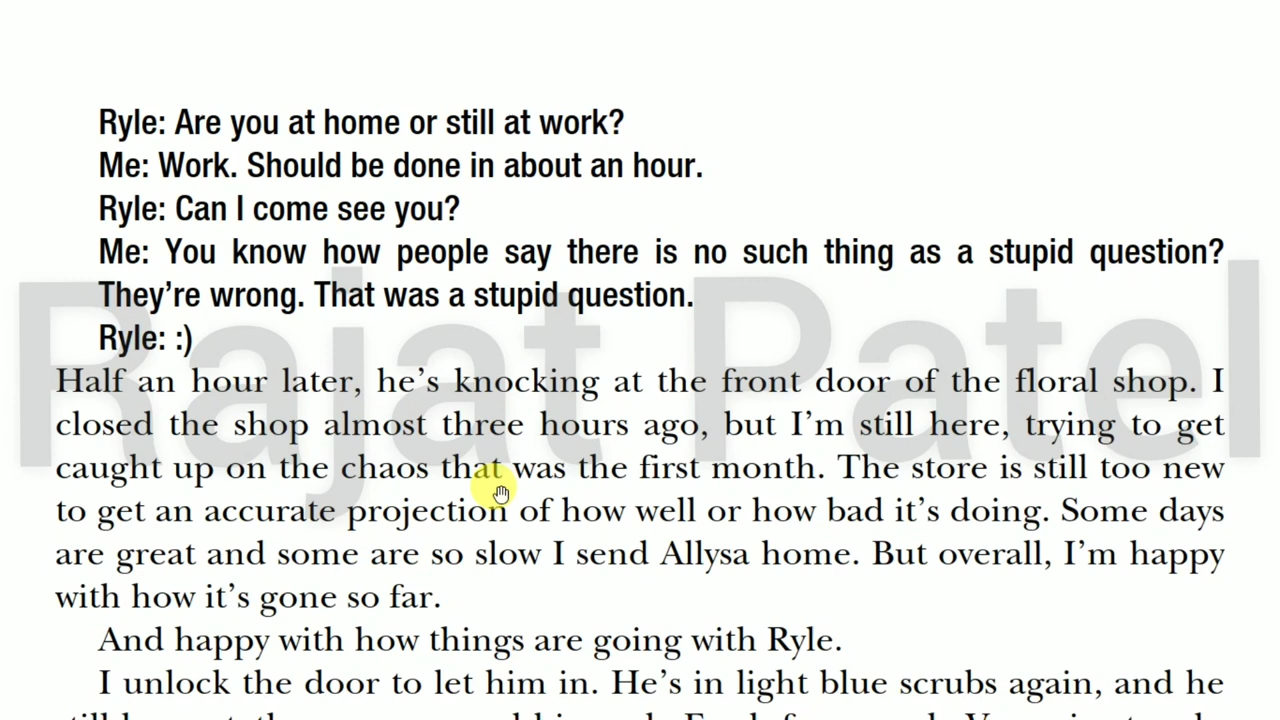 Ryle: Are you at home or still at work?
Me: Work. Should be done in about an hour.
Ryle: Can I come see you?
Me: You know how people say there is no such thing as a stupid question?
They’re wrong. That was a stupid question.
Ryle: :)
Rajat Patel
Half an hour later, he’s knocking at the front door of the floral shop. I
closed the shop almost three hours ago, but I’m still here, trying to get
caught up on the chaos that was the first month. The store is still too new
to get an accurate projection of how well or how bad it’s doing. Some days
are great and some are so slow I send Allysa home. But overall, I’m happy
with how it’s gone so far.
And happy with how things are going with Ryle.
I unlock the door to let him in. He’s in light blue scrubs again, and he